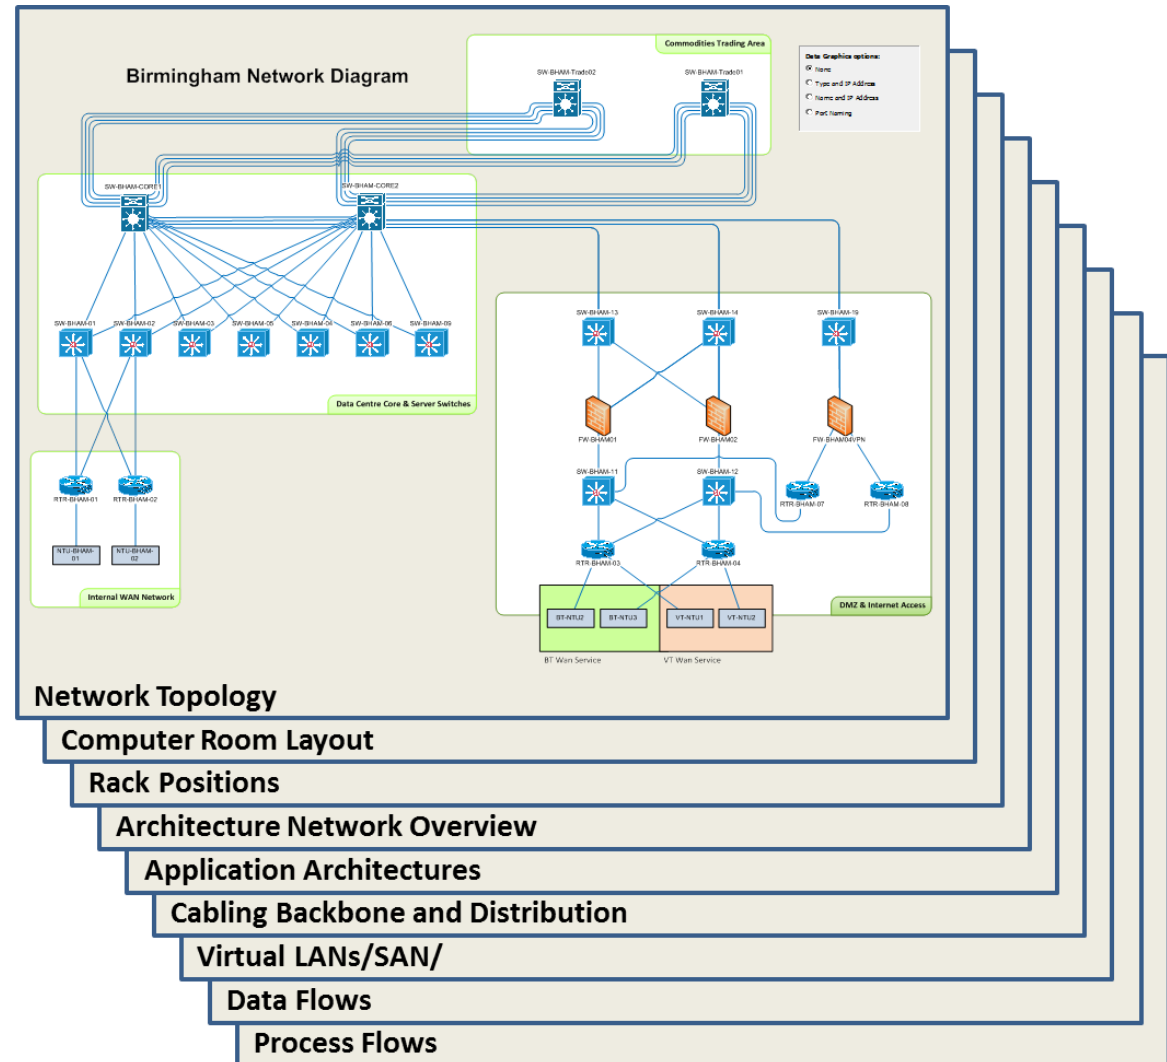 Commodities Trading Area
Birmingham Network Diagram
SW-BHAM-Trade02
SW-BHAM-Trade01
Data Graphics options:
None
Type and IP Address
Name and IP Address
Port Naming
SW-BHAM-CORE1
SW-BHAM-CORE2
SW-BHAM-01
SW-BHAM-02
SW-BHAM-03
SW-BHAM-05
SW-BHAM-04
SW-BHAM-06
SW-BHAM-09
Data Centre Core & Server Switches
SW-BHAM-13
SW-BHAM-14
SW-BHAM-19
FW-BHAM01
FW-BHAM02
FW-BHAM04VPN
SW-BHAM-11
SW-BHAM-12
RTR-BHAM-07
RTR-BHAM-08
RTR-BHAM-01
RTR-BHAM-02
NTU-BHAM-
01
NTU-BHAM-
02
Internal WAN Network
RTR-BHAM-03
RTR-BHAM-04
DMZ & Internet Access
BT-NTU2
BT-NTU3
VT-NTU1
VT-NTU2
BT Wan Service
VT Wan Service
Network Topology
Computer Room Layout
Rack Positions
Architecture Network Overview
Application Architectures
Cabling Backbone and Distribution
Virtual LANs/SAN/
Data Flows
Process Flows